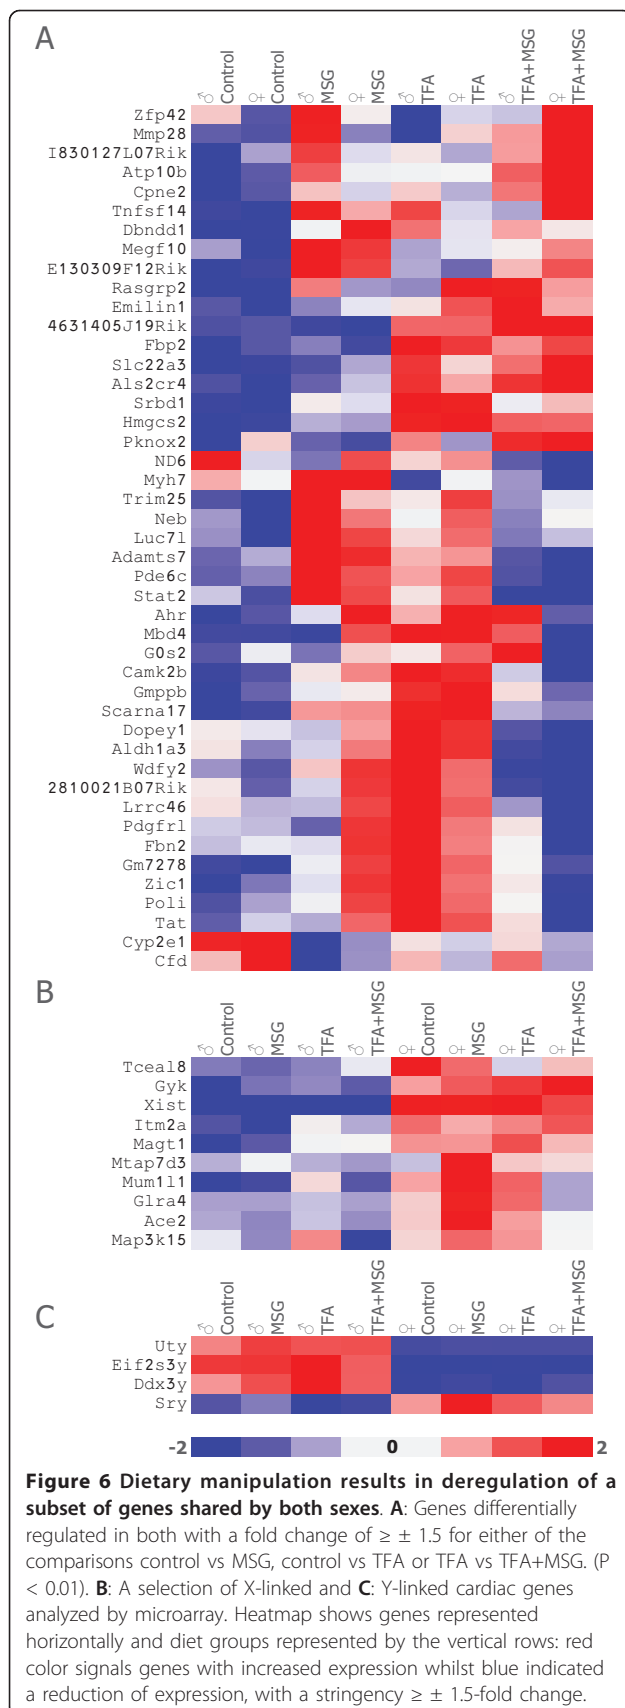 A
♂ Control
♀ Control
♂ MSG
♀ MSG
♂ TFA
♀ TFA
♂ TFA+MSG
♀ TFA+MSG
Zfp42
Mmp28
I830127L07Rik
Atp10b
Cpne2
Tnfsf14
Dbndd1
Megf10
E130309F12Rik
Rasgrp2
Emilin1
4631405J19Rik
Fbp2
Slc22a3
Als2cr4
Srbd1
Hmgcs2
Pknox2
ND6
Myh7
Trim25
Neb
Luc7l
Adamts7
Pde6c
Stat2
Ahr
Mbd4
G0s2
Camk2b
Gmppb
Scarna17
Dopey1
Aldh1a3
Wdfy2
2810021B07Rik
Lrrc46
Pdgfrl
Fbn2
Gm7278
Zic1
Poli
Tat
Cyp2e1
Cfd
B
♂ Control
♂ MSG
♂ TFA
♂ TFA+MSG
♀ Control
♀ MSG
♀ TFA
♀ TFA+MSG
Tceal8
Gyk
Xist
Itm2a
Magt1
Mtap7d3
Mum1l1
Glra4
Ace2
Map3k15
C
♂ Control
♂ MSG
♂ TFA
♂ TFA+MSG
♀ Control
♀ MSG
♀ TFA
♀ TFA+MSG
Uty
Eif2s3y
Ddx3y
Sry
-2 0 2
Figure 6 Dietary manipulation results in deregulation of a
subset of genes shared by both sexes. A: Genes differentially
regulated in both with a fold change of ≥ ± 1.5 for either of the
comparisons control vs MSG, control vs TFA or TFA vs TFA+MSG. (P
< 0.01). B: A selection of X-linked and C: Y-linked cardiac genes
analyzed by microarray. Heatmap shows genes represented
horizontally and diet groups represented by the vertical rows: red
color signals genes with increased expression whilst blue indicated
a reduction of expression, with a stringency ≥ ± 1.5-fold change.